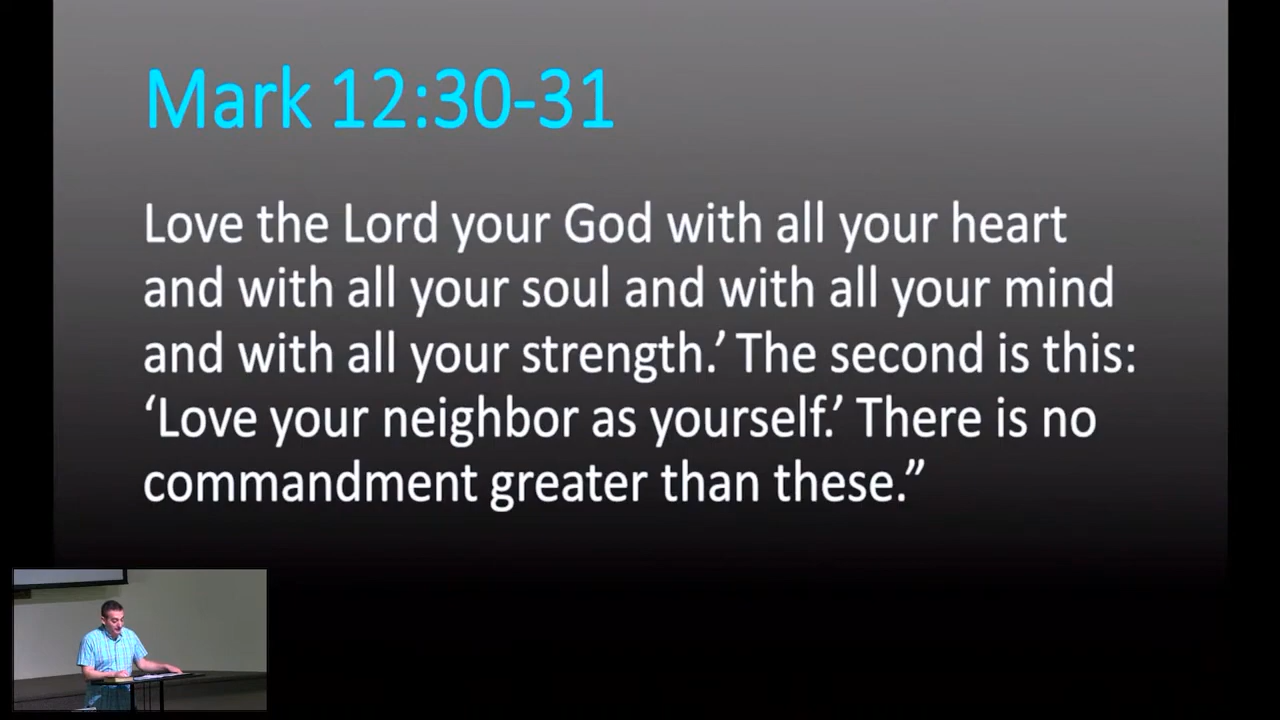 Mark 12:30-31
Love the Lord your God with all your heart
and with all your soul and with all your mind
and with all your strength.’ The second is this:
‘Love your neighbor as yourself.’ There is no
commandment greater than these.”